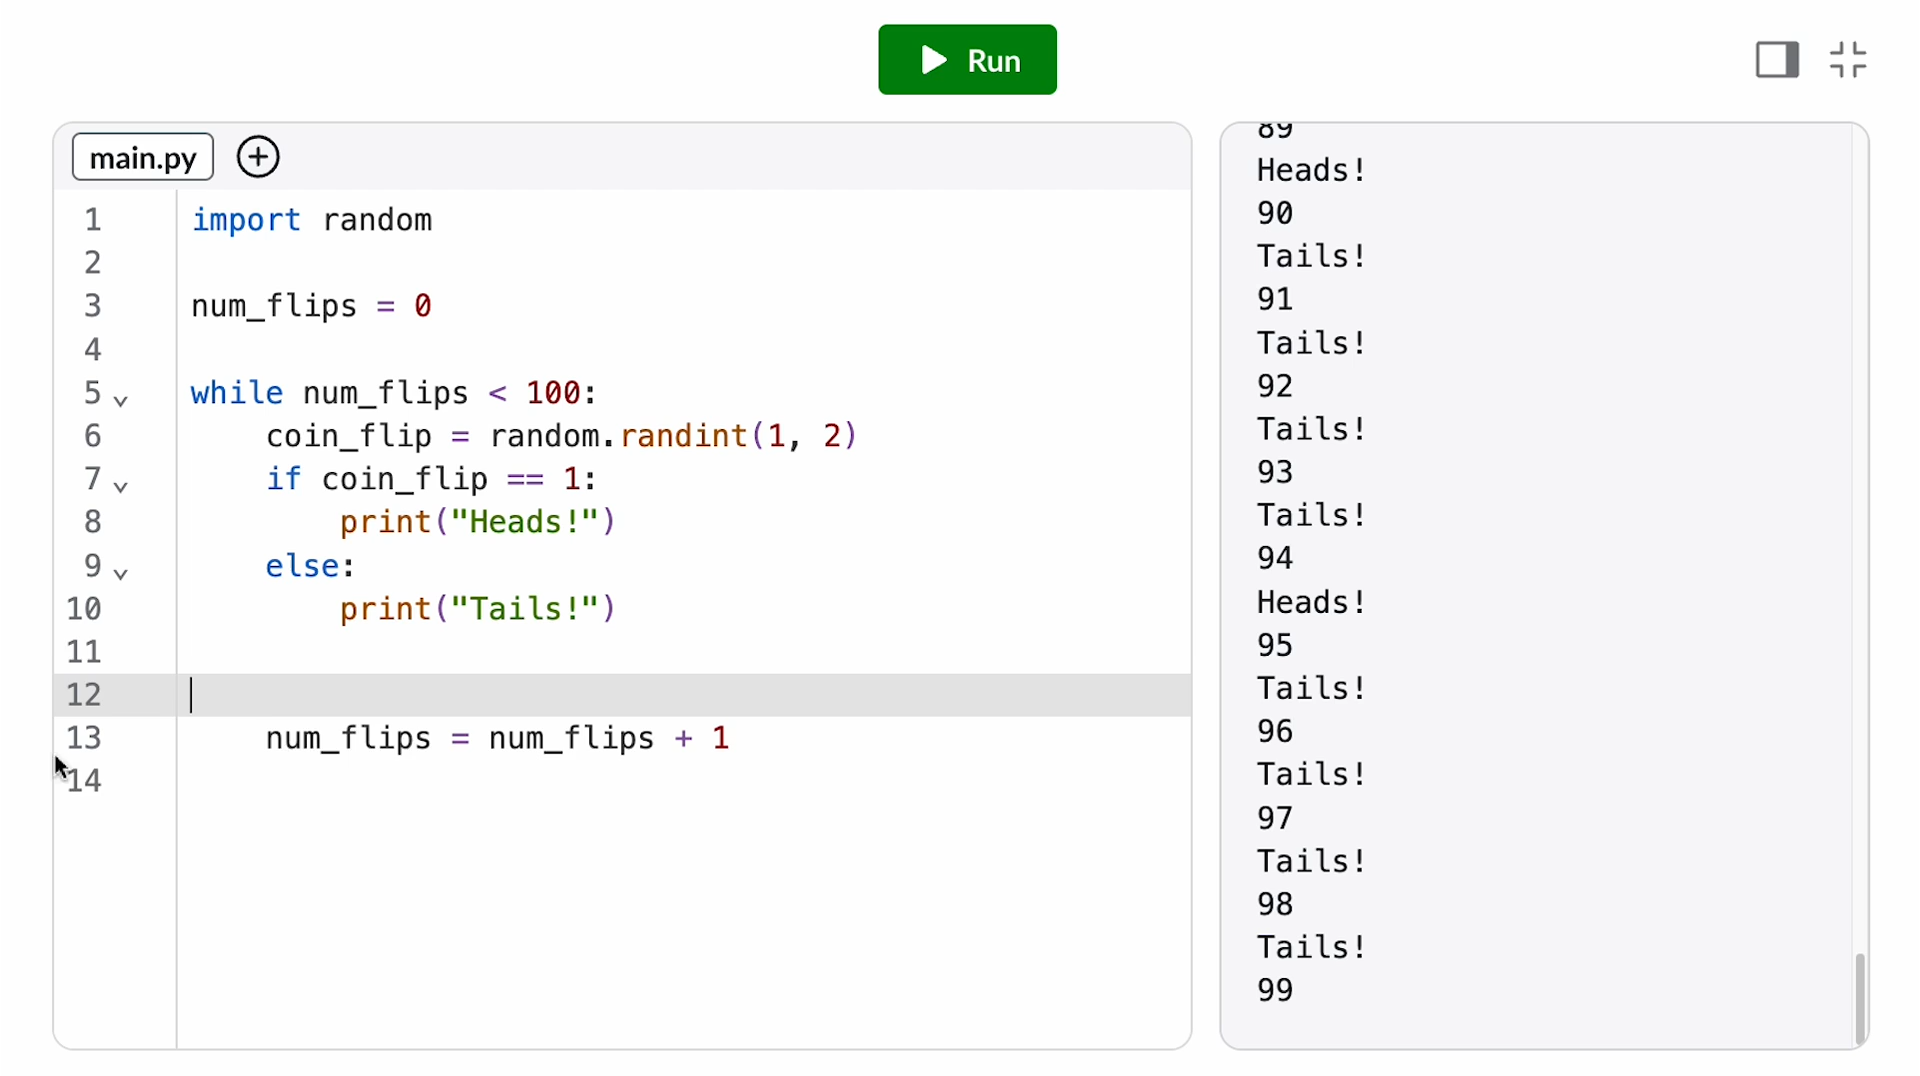 Run
main.py
1 import random
2
3 num_flips = 0
4
5 while num_flips < 100:
6 coin_flip = random.randint(1, 2)
7 if coin_flip == 1:
8 print("Heads!")
9 else:
10 print("Tails!")
11
12
13 num_flips = num_flips + 1
14
89
Heads!
90
Tails!
91
Tails!
92
Tails!
93
Tails!
94
Heads!
95
Tails!
96
Tails!
97
Tails!
98
Tails!
99